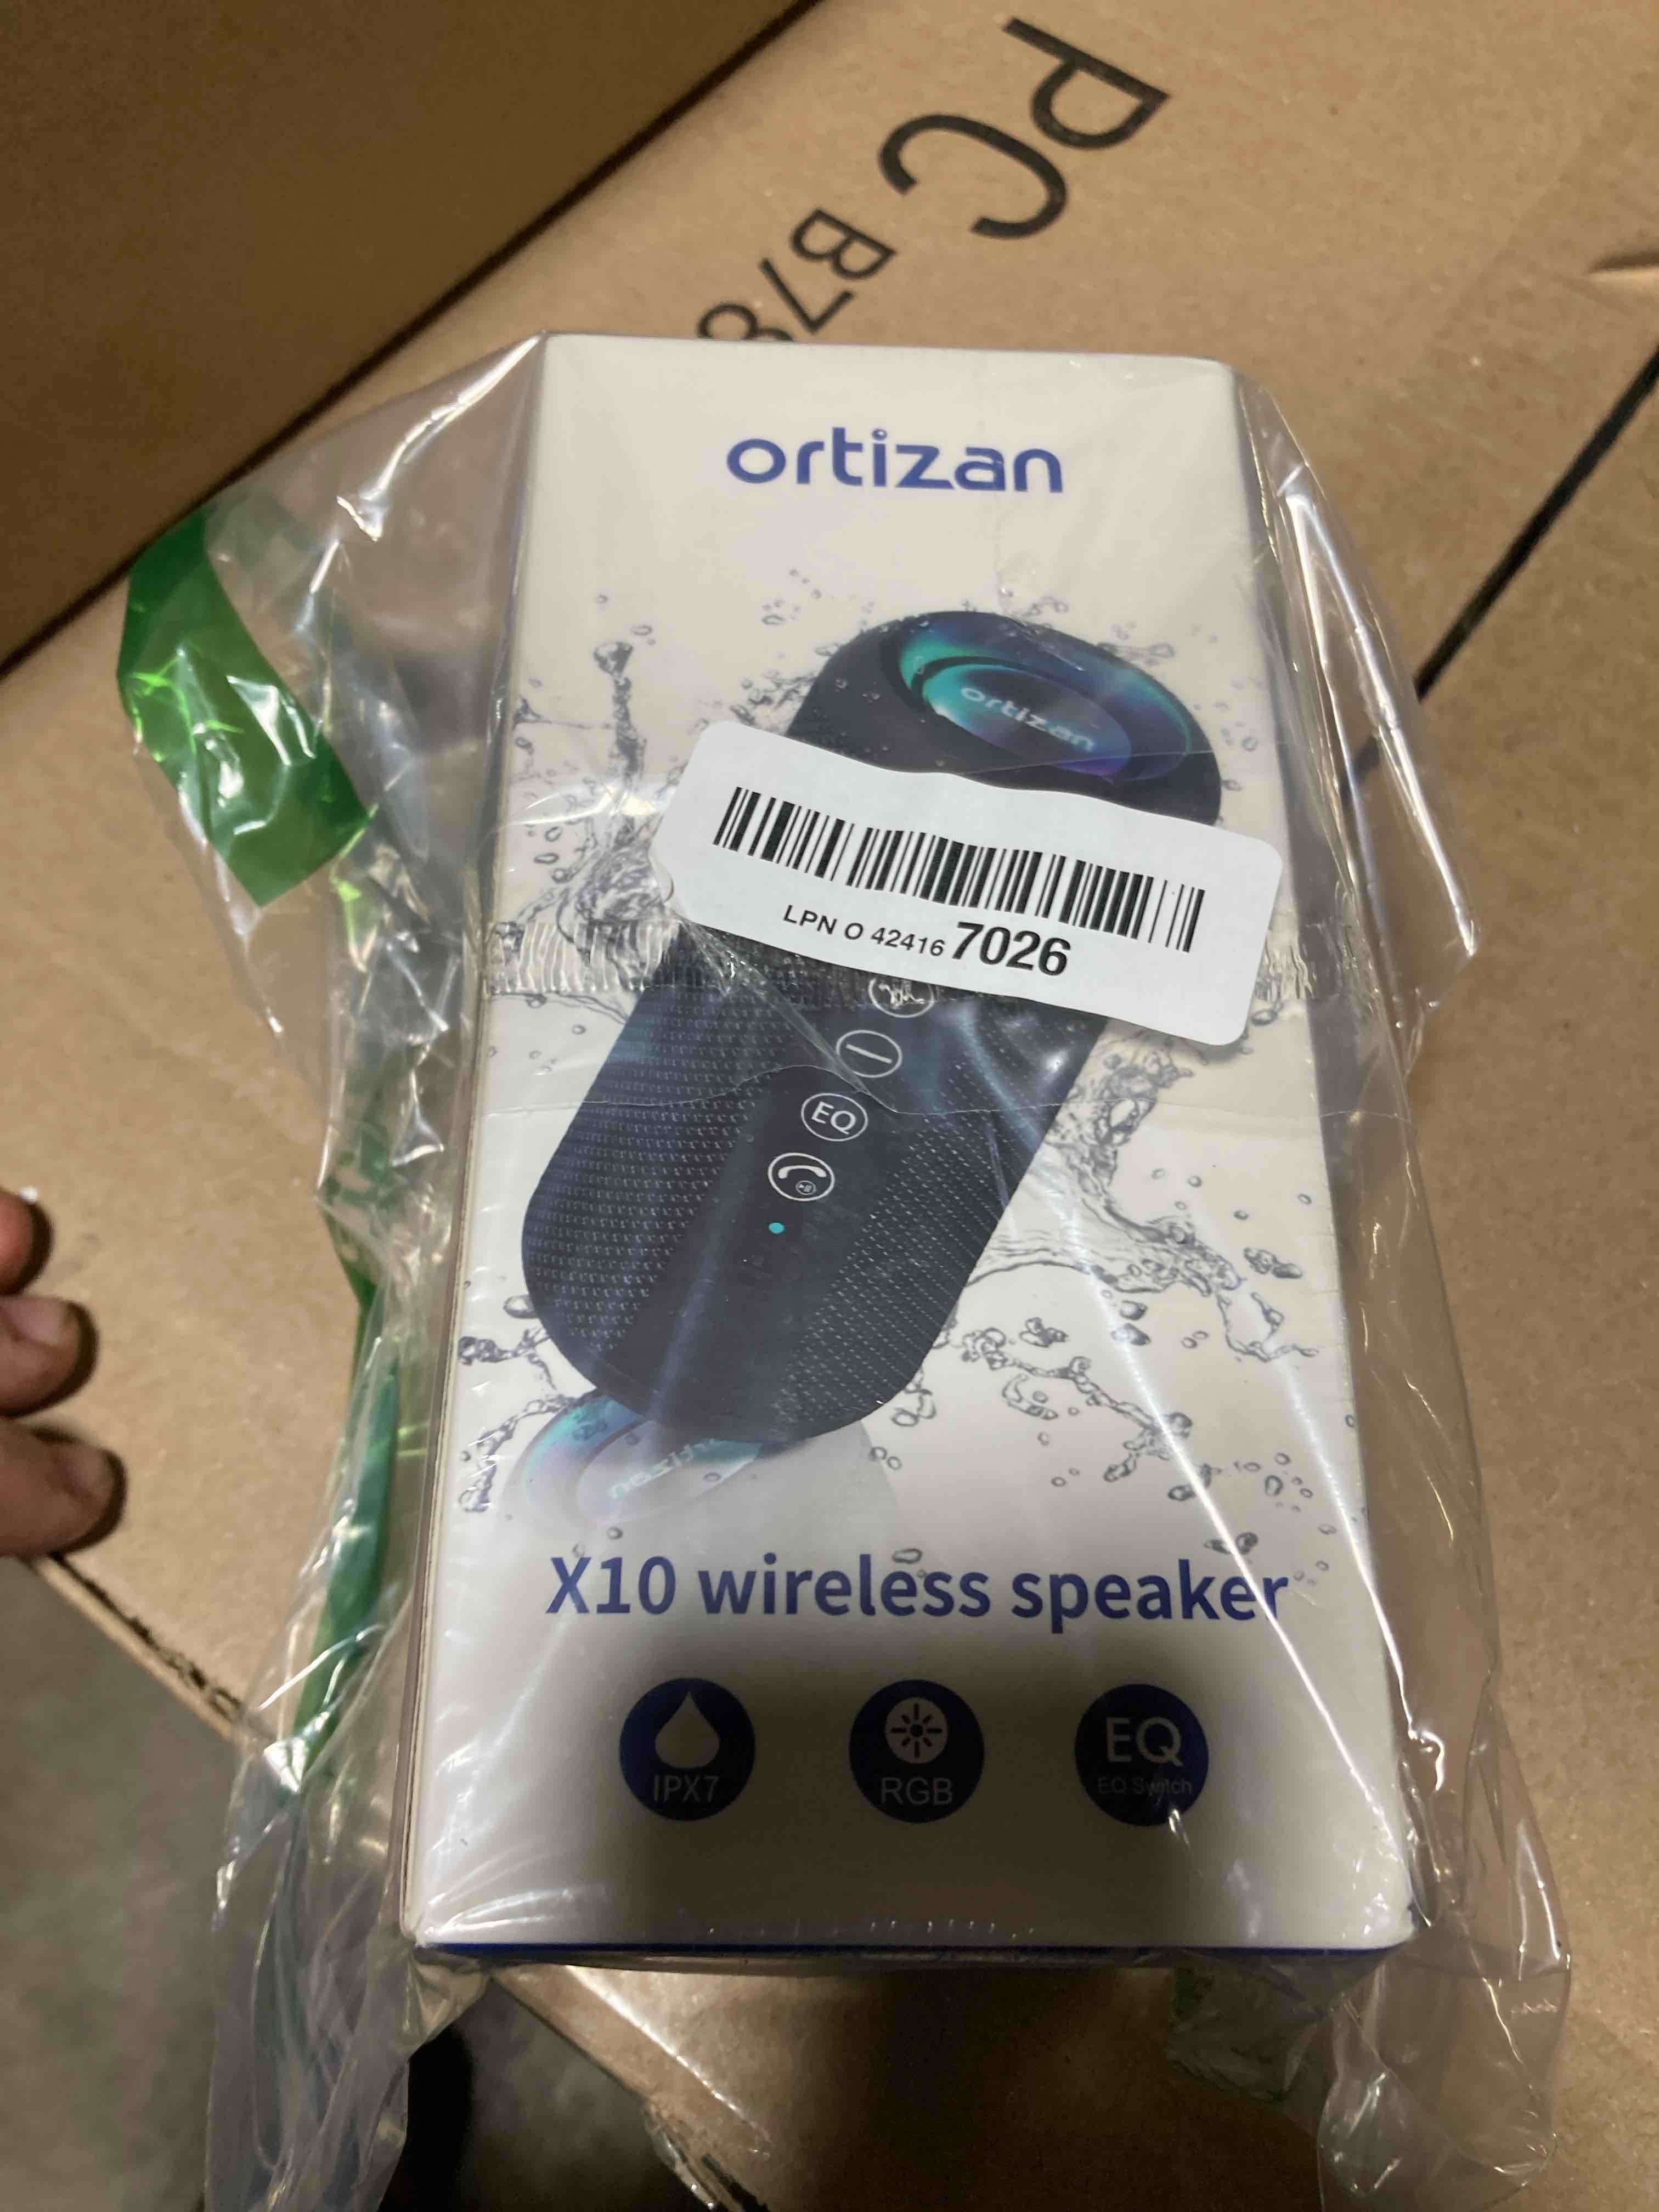 PC
B78
ortizan
ortizan
LPN O 42416 7026
EQ
X10 wireless speaker
IPX7
RGB
EQ
EQ Switch